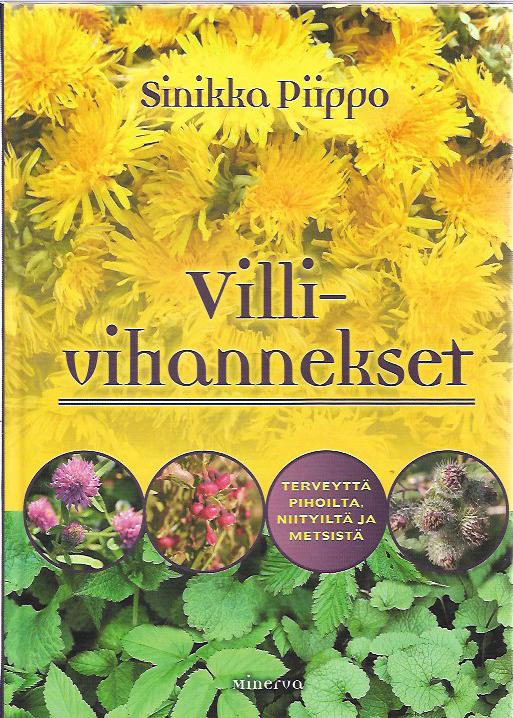 Sinikka Piippo
Villi-
vihannekset
TERVEYTTÄ
PIHOILTA,
NIITYILTÄ JA
METSISTÄ
Minerva